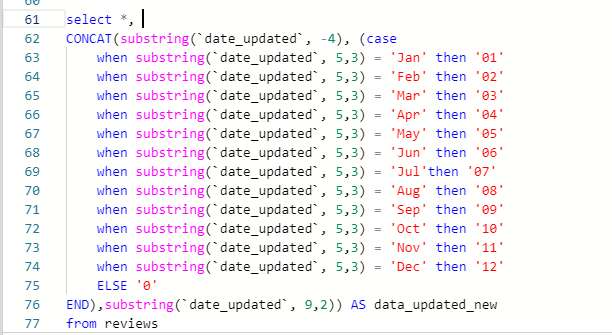 60
61 select *,
62 CONCAT(substring(`date_updated`, -4), (case
63 when substring(`date_updated`, 5,3) = 'Jan' then '01'
64 when substring(`date_updated`, 5,3) = 'Feb' then '02'
65 when substring(`date_updated`, 5,3) = 'Mar' then '03'
66 when substring(`date_updated`, 5,3) = 'Apr' then '04'
67 when substring(`date_updated`, 5,3) = 'May' then '05'
68 when substring(`date_updated`, 5,3) = 'Jun' then '06'
69 when substring(`date_updated`, 5,3) = 'Jul'then '07'
70 when substring(`date_updated`, 5,3) = 'Aug' then '08'
71 when substring(`date_updated`, 5,3) = 'Sep' then '09'
72 when substring(`date_updated`, 5,3) = 'Oct' then '10'
73 when substring(`date_updated`, 5,3) = 'Nov' then '11'
74 when substring(`date_updated`, 5,3) = 'Dec' then '12'
75 ELSE '0'
76 END),substring(`date_updated`, 9,2)) AS data_updated_new
77 from reviews